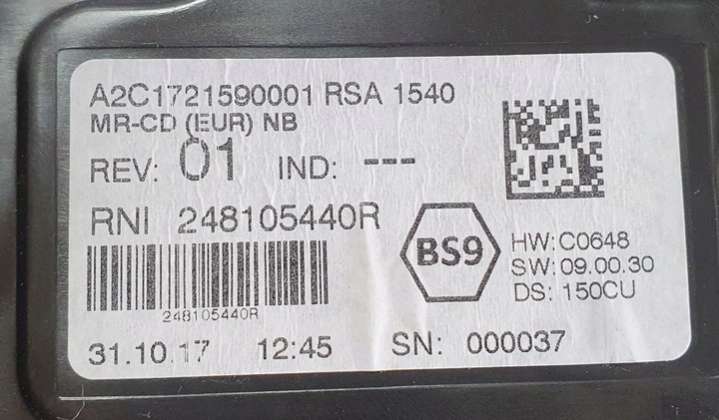 A2C1721590001 RSA 1540
MR-CD (EUR) NB
REV: 01 IND: ---
RNI 248105440R
BS9
HW:C0648
SW:09.00.30
DS: 150CU
248105440R
31.10.17 12:45 SN: 000037